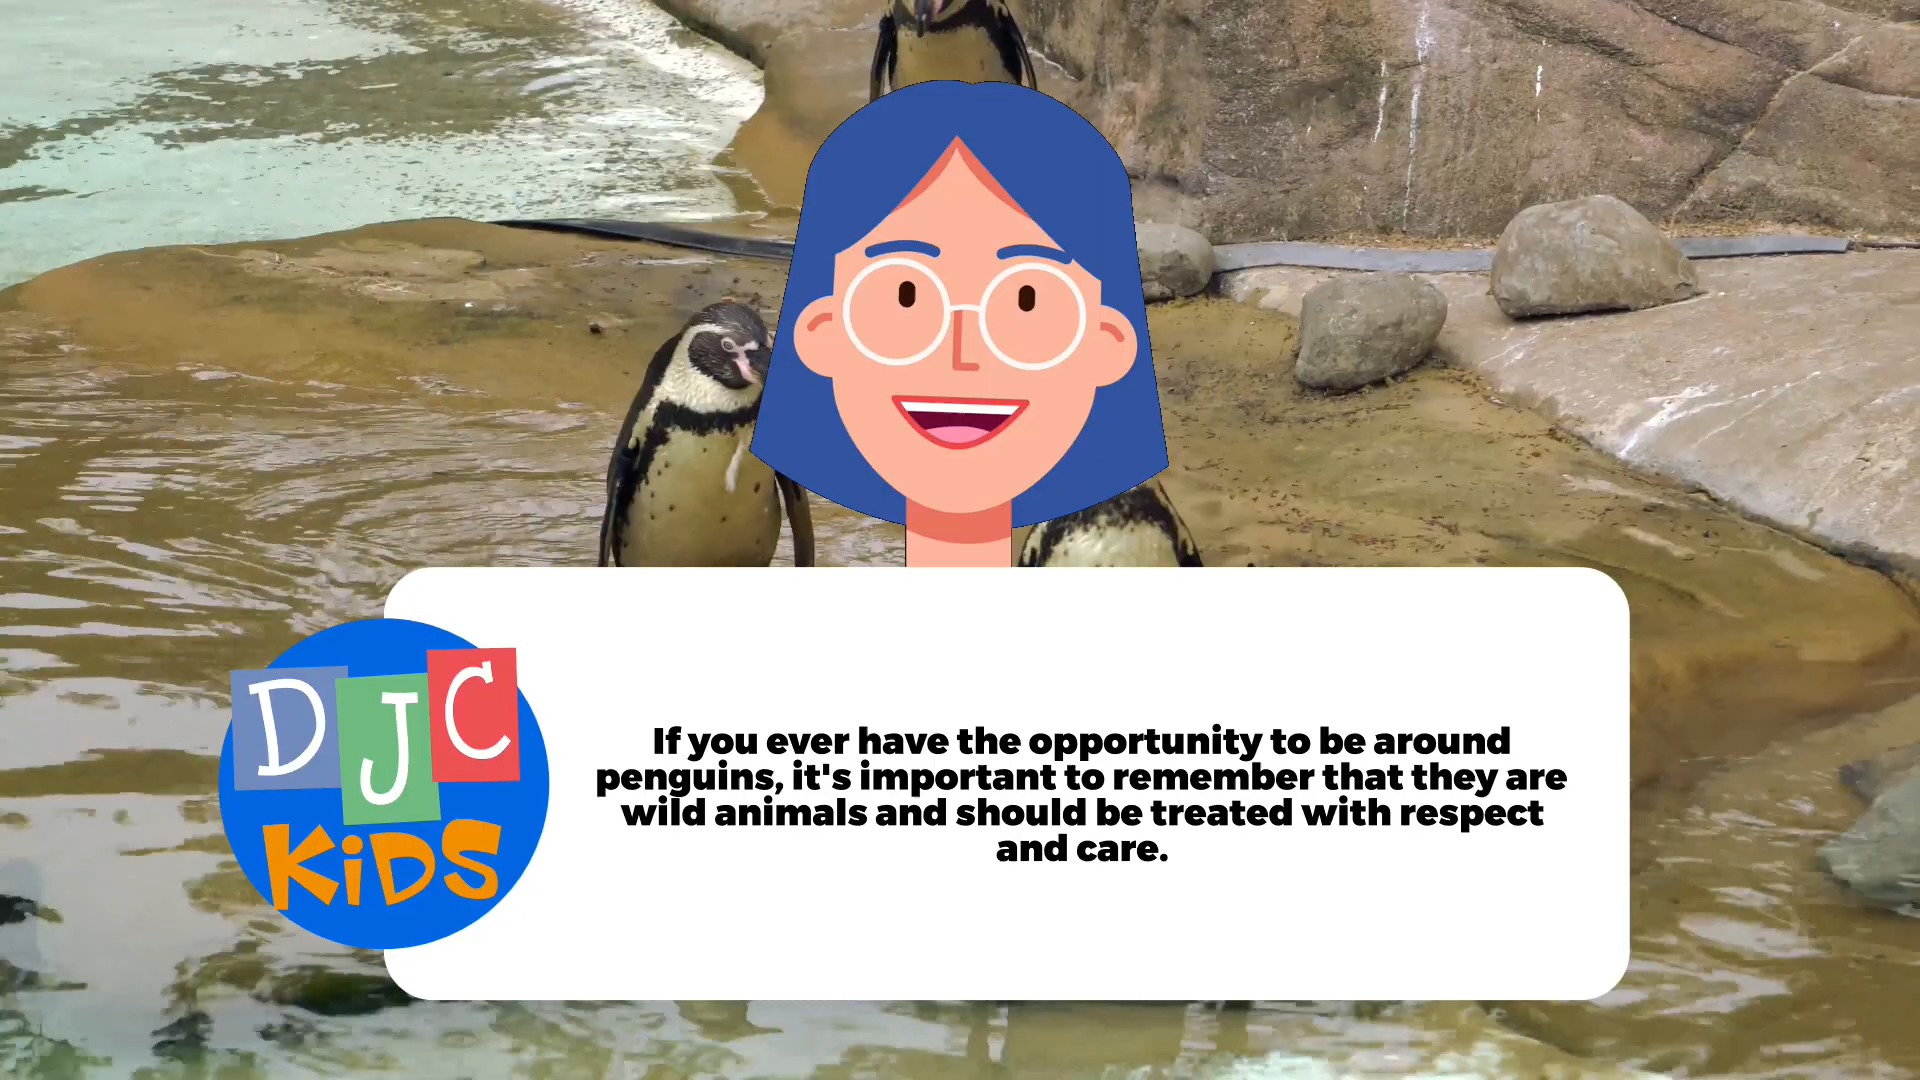 DJC
KiDS
If you ever have the opportunity to be around
penguins, it's important to remember that they are
wild animals and should be treated with respect
and care.